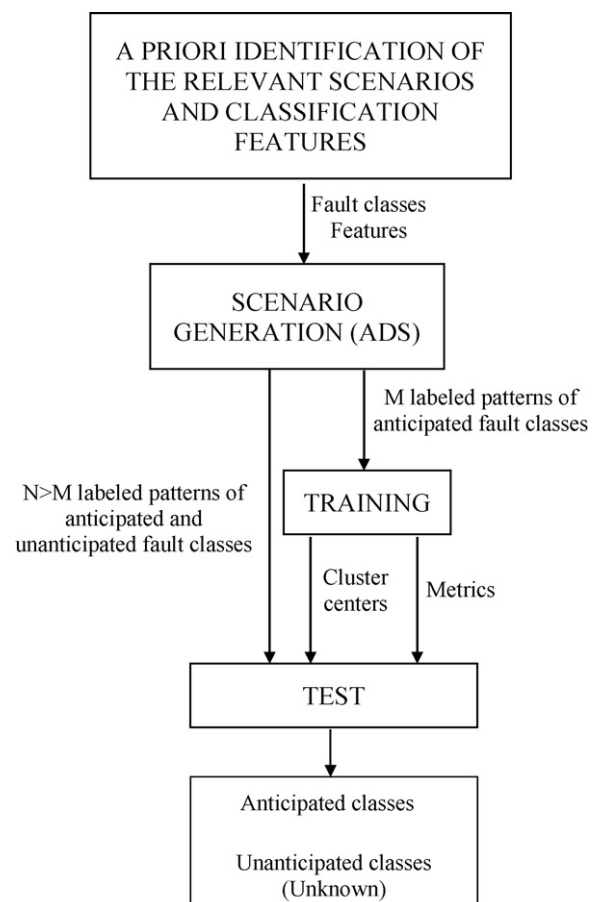 A PRIORI IDENTIFICATION OF
THE RELEVANT SCENARIOS
AND CLASSIFICATION
FEATURES
Fault classes
Features
SCENARIO
GENERATION (ADS)
M labeled patterns of
anticipated fault classes
N>M labeled patterns of
anticipated and
unanticipated fault classes
TRAINING
Cluster
centers
Metrics
TEST
Anticipated classes
Unanticipated classes
(Unknown)